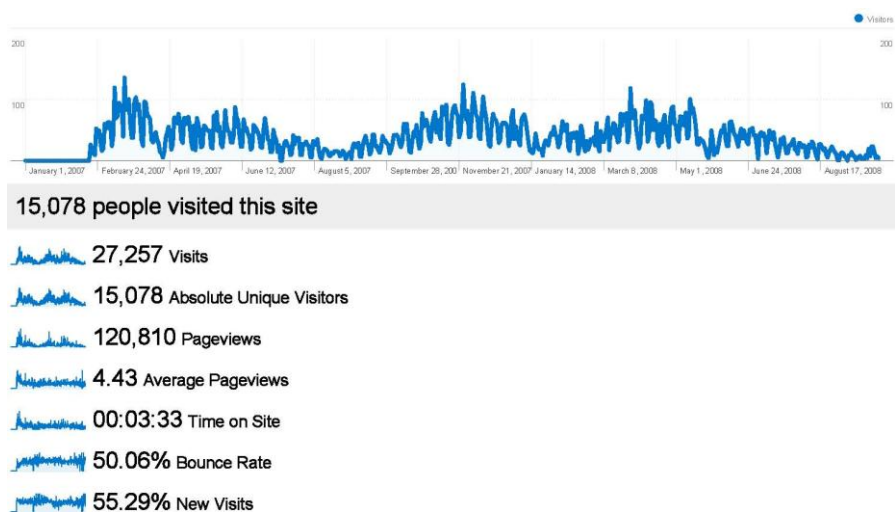 Visitors
200 200
100 100
January 1, 2007 February 24, 2007 April 19, 2007 June 12, 2007 August 5, 2007 September 28, 200 November 21, 2007 January 14, 2008 March 8, 2008 May 1, 2008 June 24, 2008 August 17, 2008
15,078 people visited this site
27,257 Visits
15,078 Absolute Unique Visitors
120,810 Pageviews
4.43 Average Pageviews
00:03:33 Time on Site
50.06% Bounce Rate
55.29% New Visits